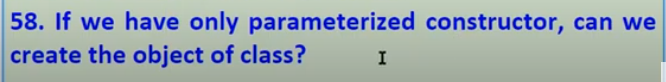 58. If we have only parameterized constructor, can we
create the object of class?